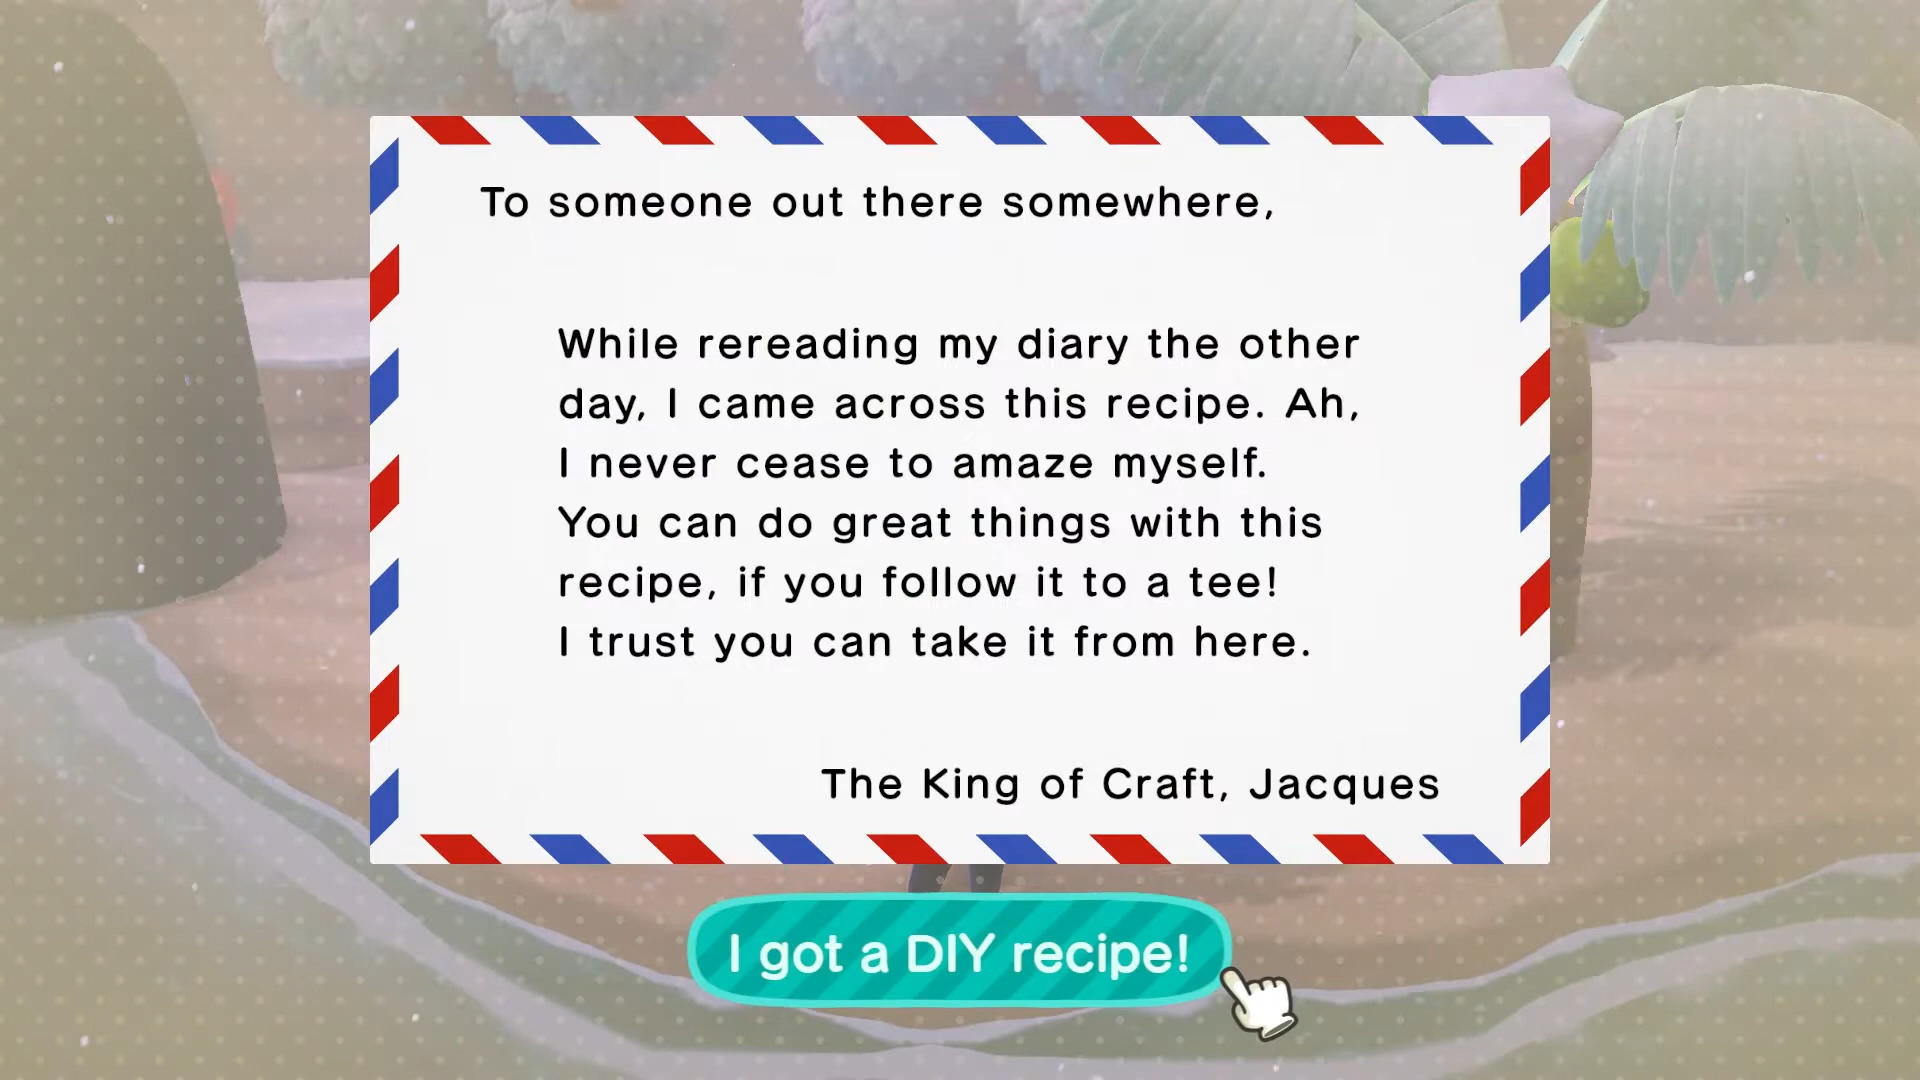 To someone out there somewhere,
While rereading my diary the other
day, I came across this recipe. Ah,
I never cease to amaze myself.
You can do great things with this
recipe, if you follow it to a tee!
I trust you can take it from here.
The King of Craft, Jacques
I got a DIY recipe!